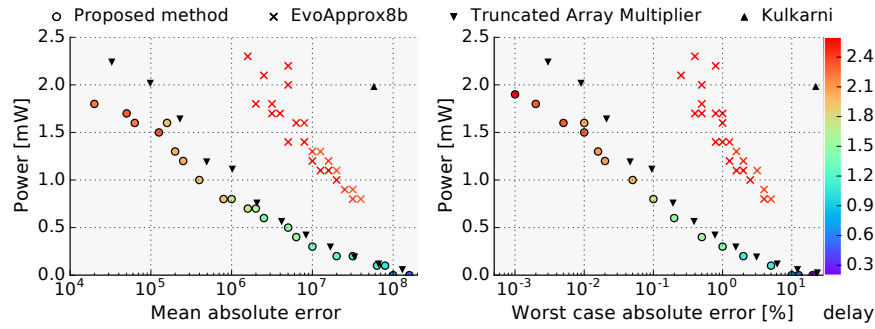 Proposed method EvoApprox8b Truncated Array Multiplier Kulkarni
2.5
2.0
1.5
1.0
0.5
0.0
Power [mW]
10^4 10^5 10^6 10^7 10^8
Mean absolute error
2.5
2.0
1.5
1.0
0.5
0.0
Power [mW]
10^-3 10^-2 10^-1 10^0 10^1
Worst case absolute error [%]
2.4
2.1
1.8
1.5
1.2
0.9
0.6
0.3
delay